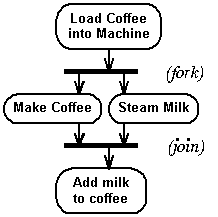 Load Coffee
into Machine
(fork)
Make Coffee
Steam Milk
(join)
Add milk
to coffee